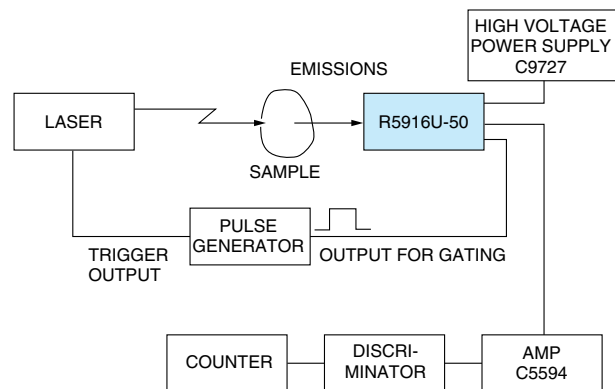 HIGH VOLTAGE
POWER SUPPLY
C9727
EMISSIONS
LASER
R5916U-50
SAMPLE
PULSE
GENERATOR
TRIGGER
OUTPUT
OUTPUT FOR GATING
COUNTER
DISCRI-
MINATOR
AMP
C5594